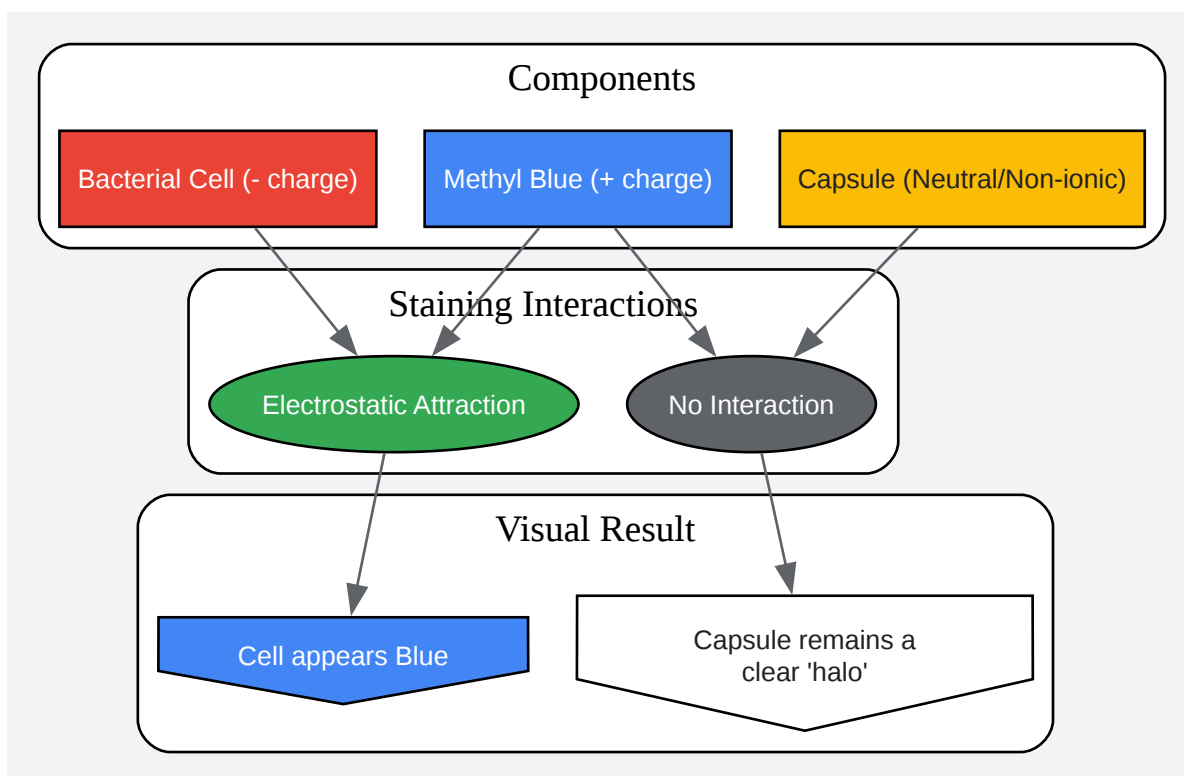 Components
Bacterial Cell (- charge)
Methyl Blue (+ charge)
Capsule (Neutral/Non-ionic)
Staining Interactions
Electrostatic Attraction
No Interaction
Visual Result
Cell appears Blue
Capsule remains a
clear 'halo'